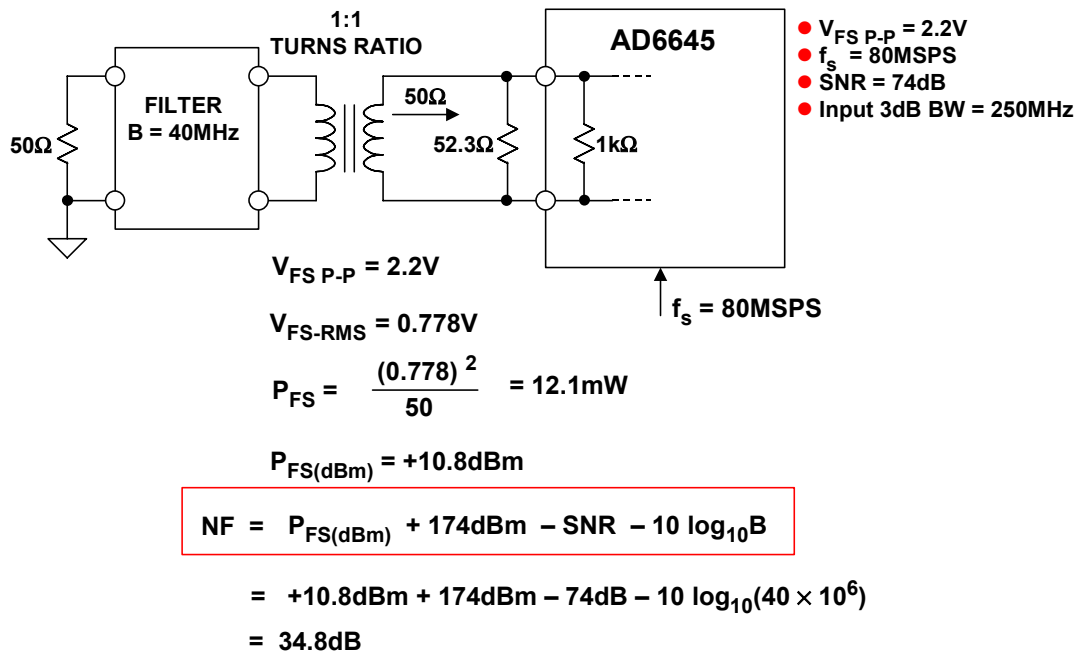 1:1
TURNS RATIO
AD6645
● V_FS P-P = 2.2V
● f_s = 80MSPS
● SNR = 74dB
● Input 3dB BW = 250MHz
FILTER
B = 40MHz
50Ω
50Ω
52.3Ω
1kΩ
f_s = 80MSPS
V_FS P-P = 2.2V
V_FS-RMS = 0.778V
P_FS = (0.778)^2 / 50 = 12.1mW
P_FS(dBm) = +10.8dBm
NF = P_FS(dBm) + 174dBm – SNR – 10 log_10B
= +10.8dBm + 174dBm – 74dB – 10 log_10(40 × 10^6)
= 34.8dB